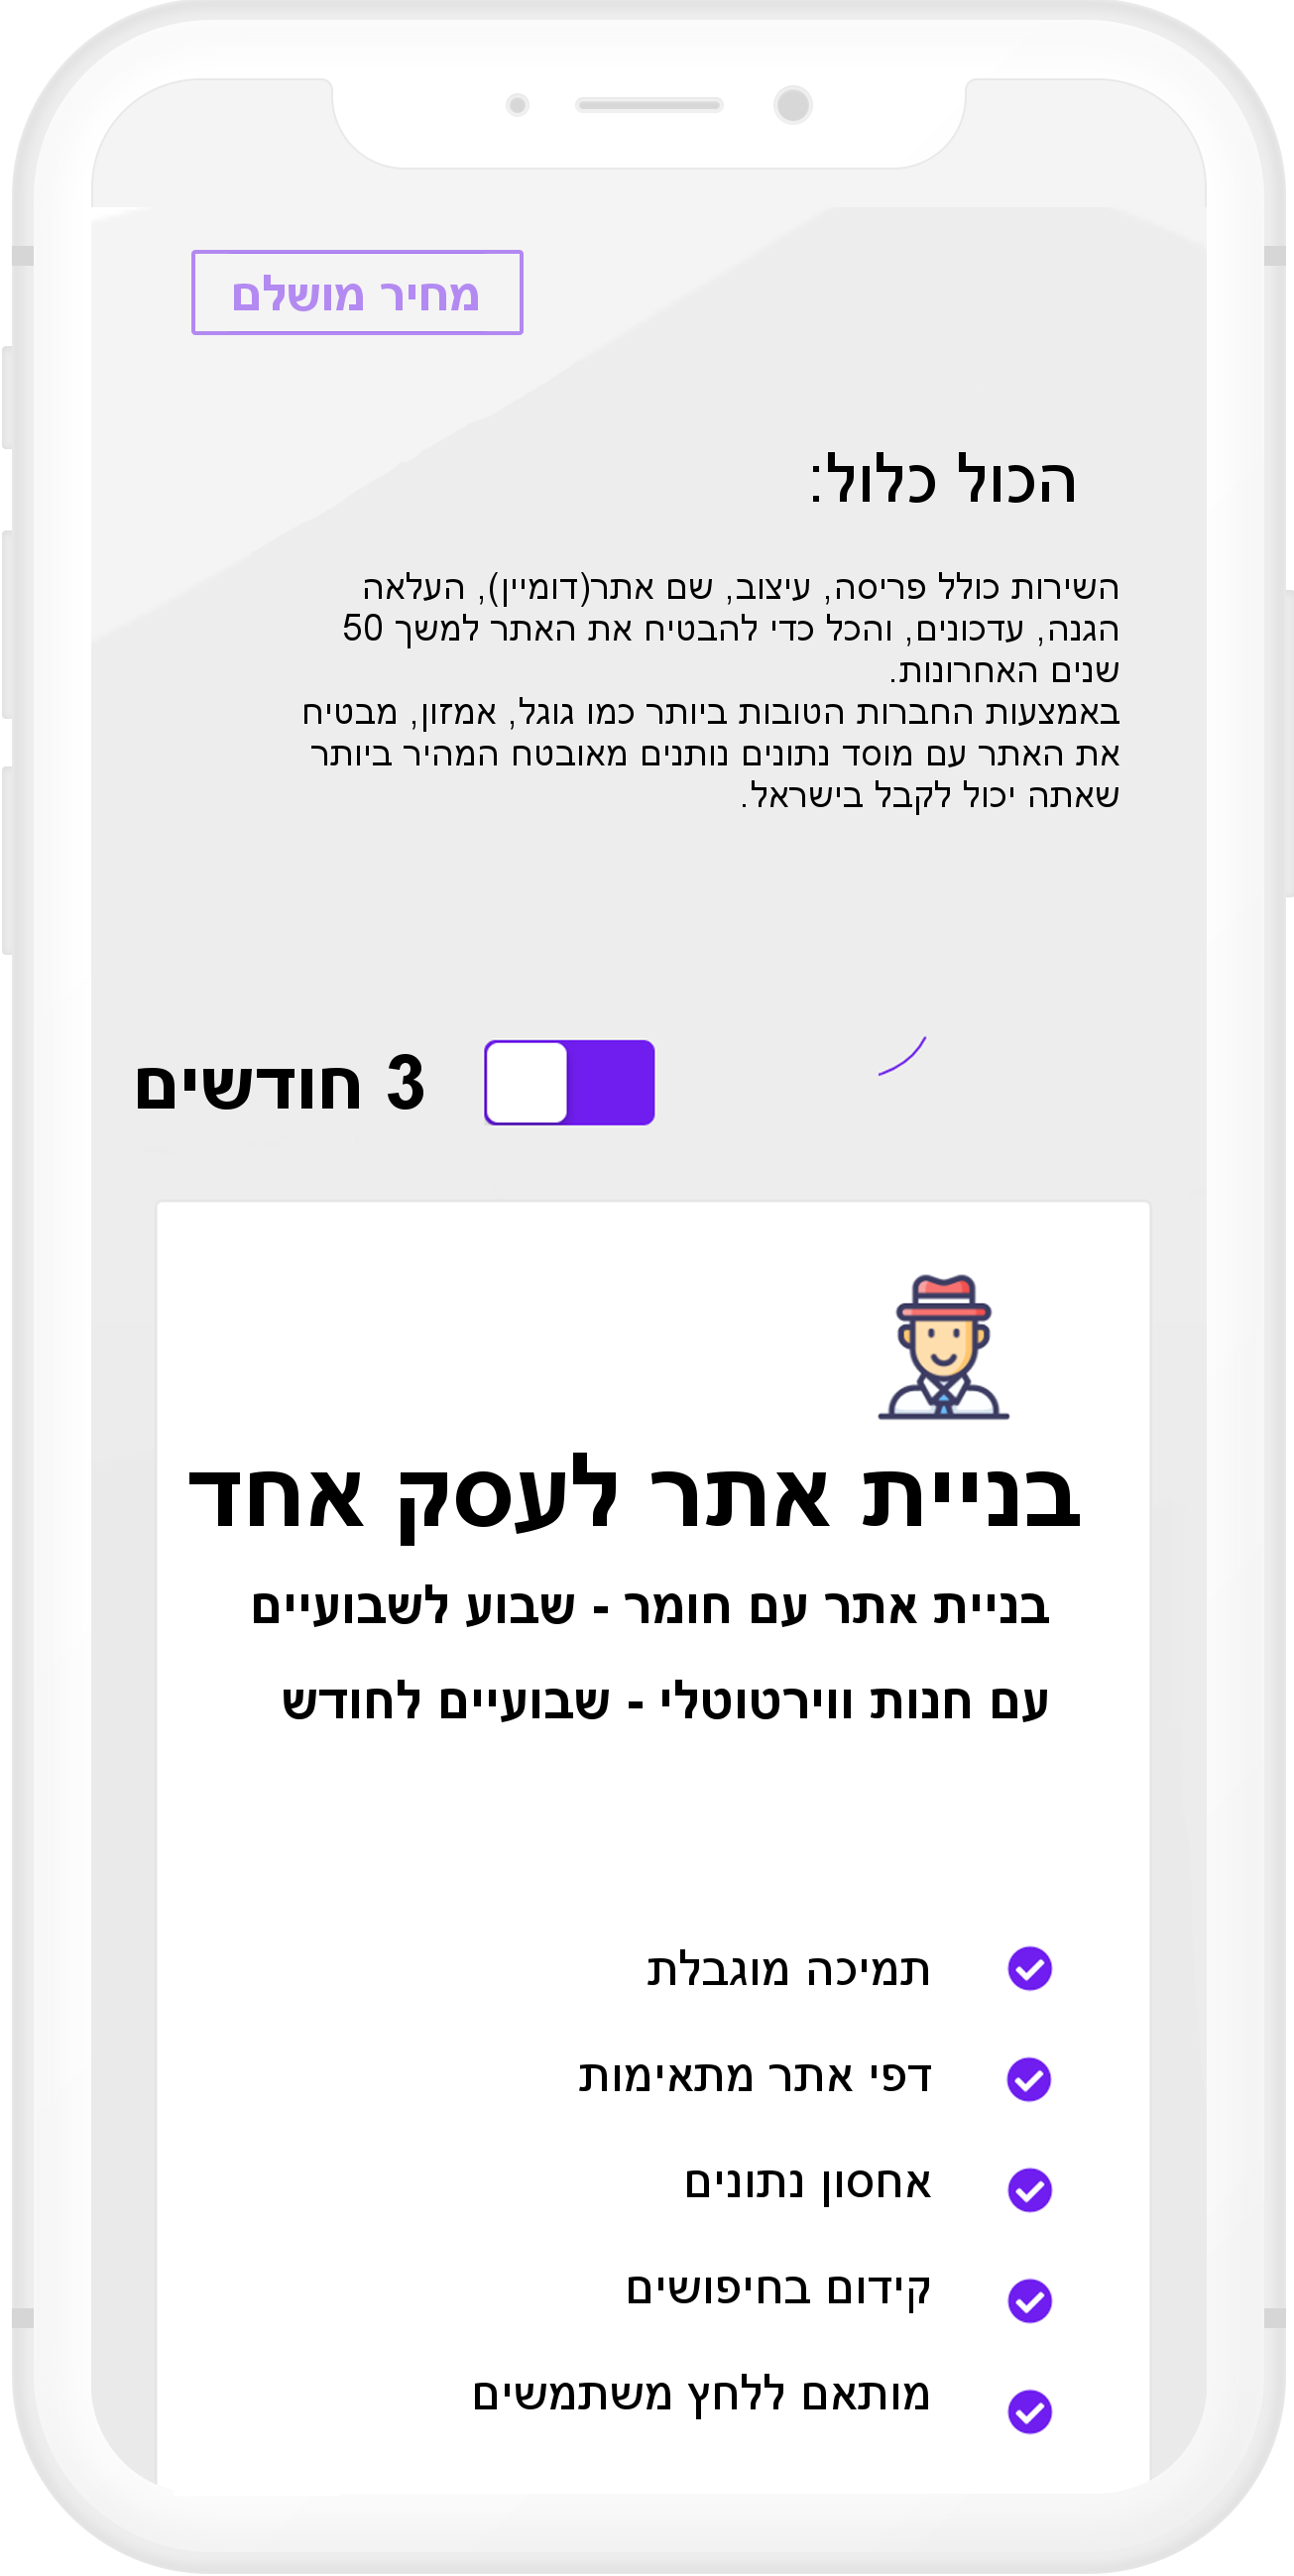 מחיר מושלם
הכול כלול:
השירות כולל פריסה, עיצוב, שם אתר(דומיין), העלאה
הגנה, עדכונים, והכל כדי להבטיח את האתר למשך 50
שנים האחרונות.
באמצעות החברות הטובות ביותר כמו גוגל, אמזון, מבטיח
את האתר עם מוסד נתונים נותנים מאובטח המהיר ביותר
שאתה יכול לקבל בישראל.
3 חודשים
בניית אתר לעסק אחד
בניית אתר עם חומר - שבוע לשבועיים
עם חנות ווירטוטלי - שבועיים לחודש
תמיכה מוגבלת
דפי אתר מתאימות
אחסון נתונים
קידום בחיפושים
מותאם ללחץ משתמשים